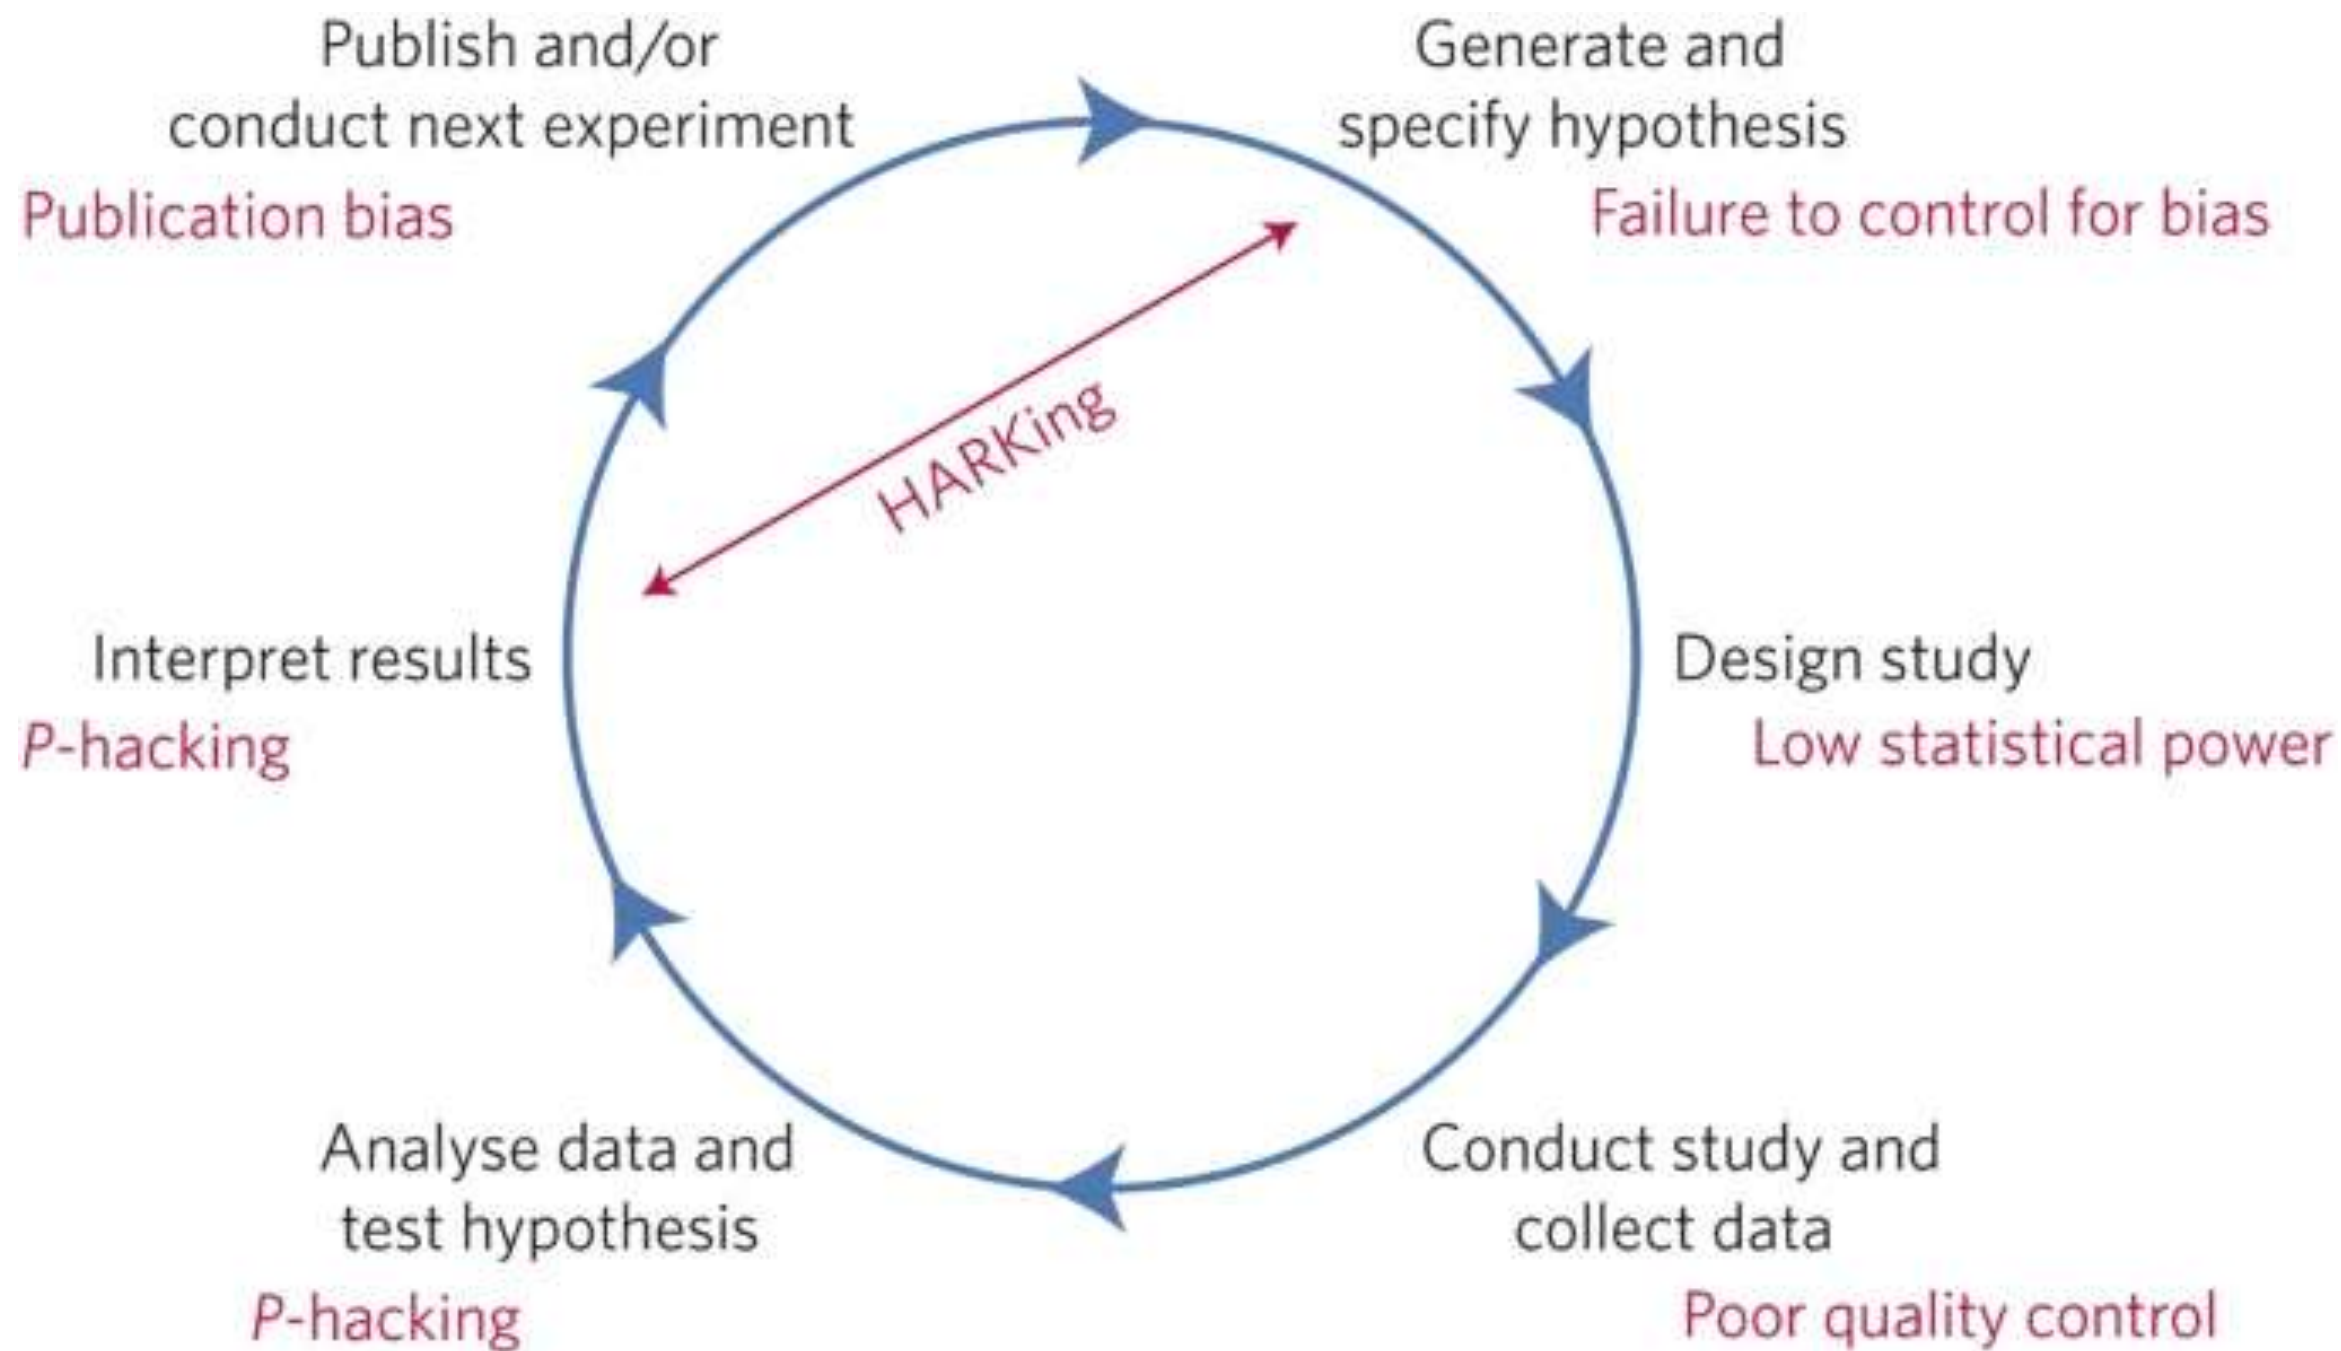 Publish and/or
conduct next experiment
Publication bias
Generate and
specify hypothesis
Failure to control for bias
HARKing
Interpret results
P-hacking
Design study
Low statistical power
Analyse data and
test hypothesis
P-hacking
Conduct study and
collect data
Poor quality control